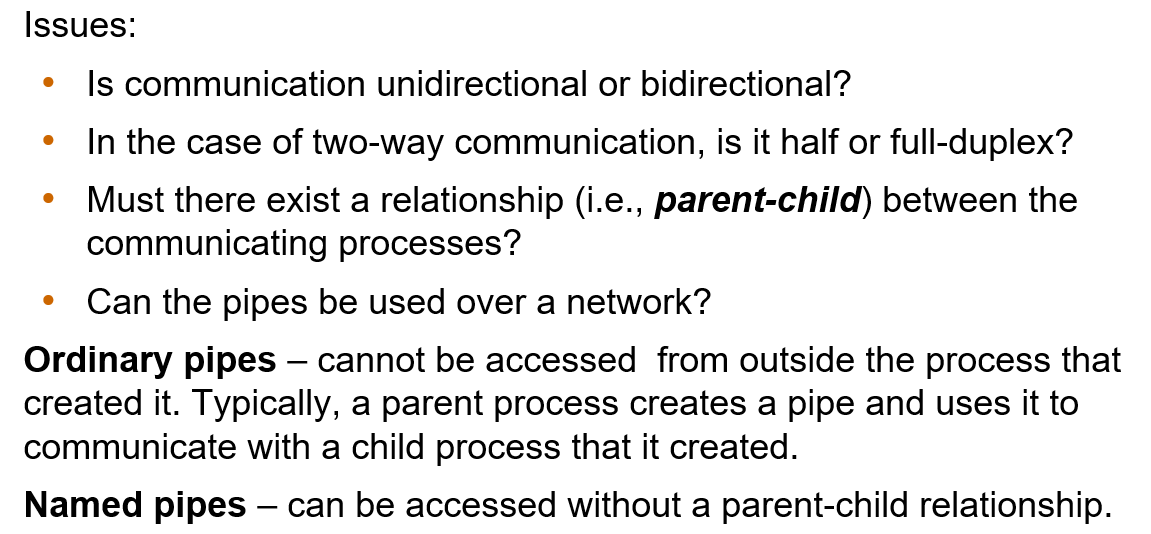 Issues:
• Is communication unidirectional or bidirectional?
• In the case of two-way communication, is it half or full-duplex?
• Must there exist a relationship (i.e., parent-child) between the
communicating processes?
• Can the pipes be used over a network?
Ordinary pipes – cannot be accessed  from outside the process that
created it. Typically, a parent process creates a pipe and uses it to
communicate with a child process that it created.
Named pipes – can be accessed without a parent-child relationship.